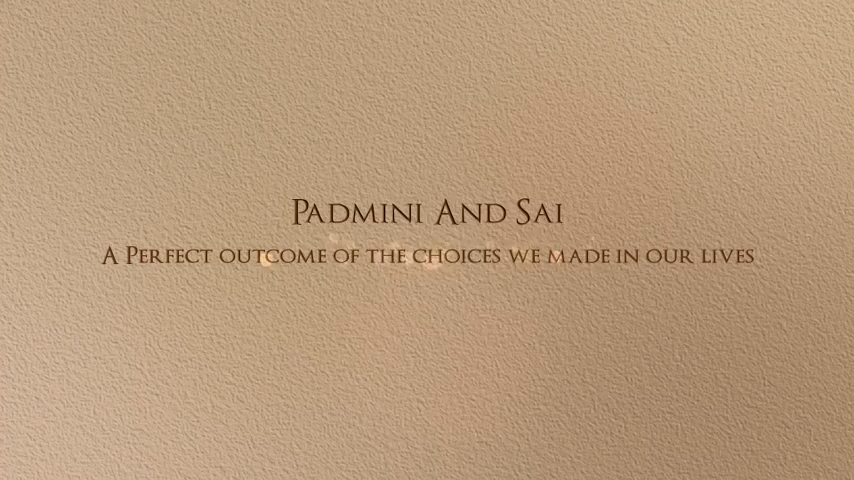 Padmini And Sai
A Perfect outcome of the choices we made in our lives